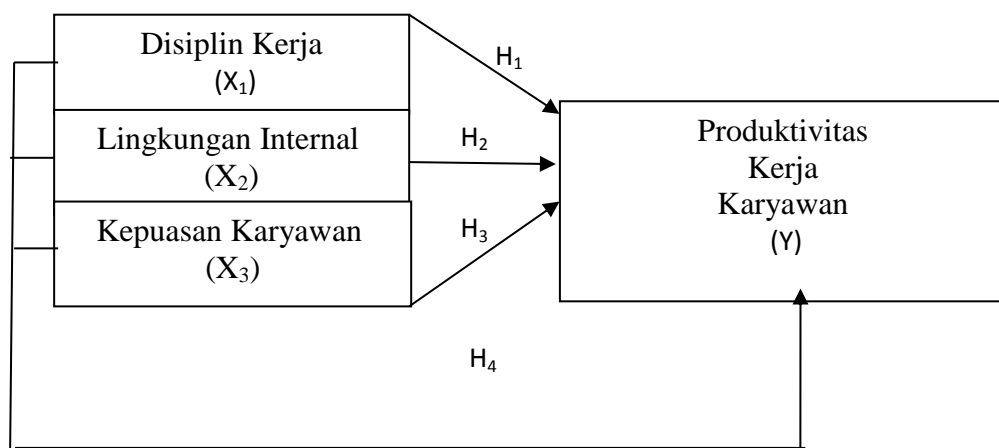 Disiplin Kerja
(X₁)
H₁
Lingkungan Internal
(X₂)
H₂
Kepuasan Karyawan
(X₃)
H₃
Produktivitas
Kerja
Karyawan
(Y)
H₄